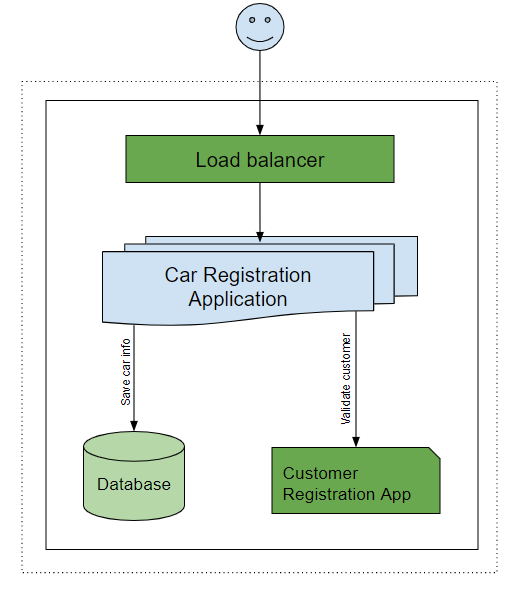 Load balancer
Car Registration
Application
Save car info
Validate customer
Database
Customer
Registration App